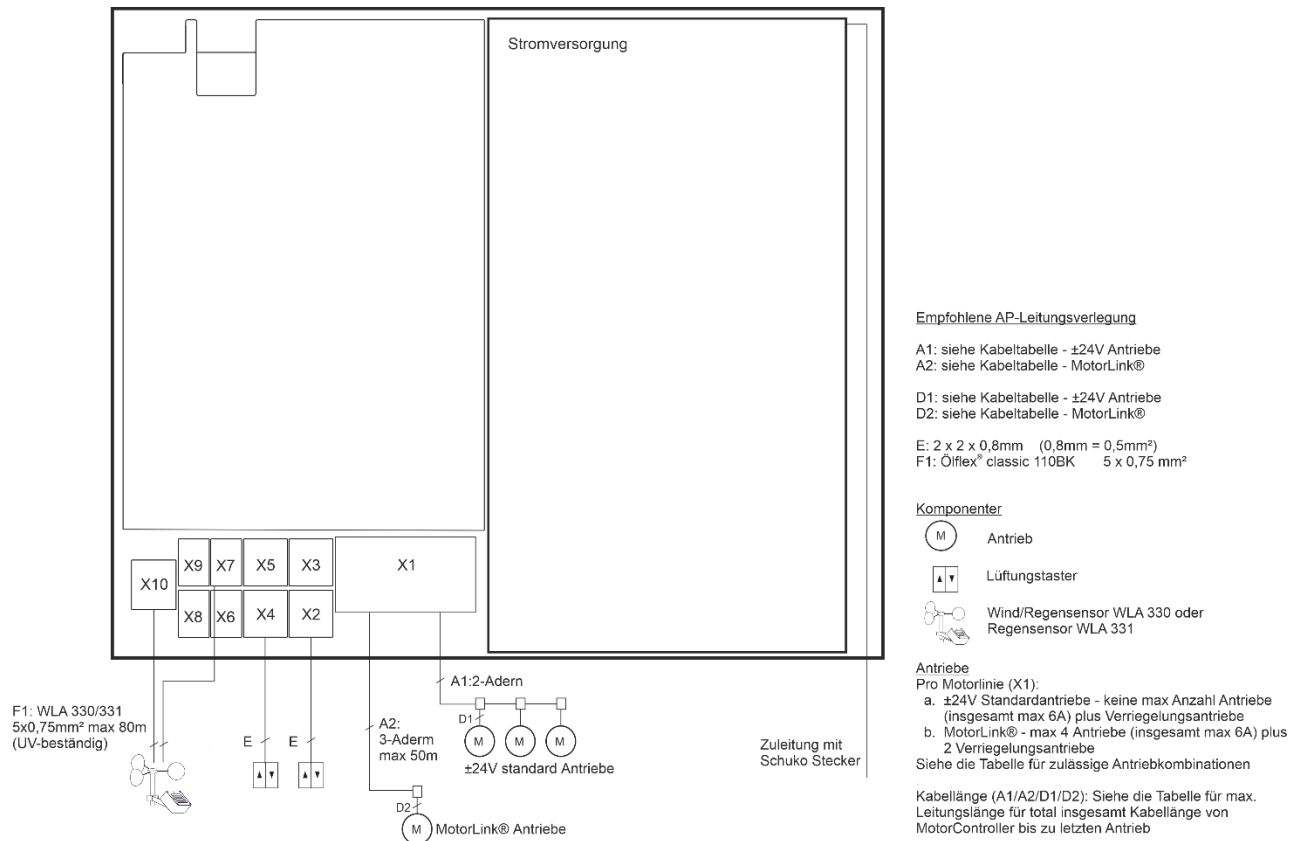 Stromversorgung
X10
X9
X7
X5
X3
X1
X8
X6
X4
X2
F1: WLA 330/331
5x0,75mm² max 80m
(UV-beständig)
E
E
A2:
3-Aderm
max 50m
A1:2-Adern
D1
M
M
M
±24V standard Antriebe
D2
M
MotorLink® Antriebe
Zuleitung mit
Schuko Stecker
Empfohlene AP-Leitungsverlegung
A1: siehe Kabeltabelle - ±24V Antriebe
A2: siehe Kabeltabelle - MotorLink®
D1: siehe Kabeltabelle - ±24V Antriebe
D2: siehe Kabeltabelle - MotorLink®
E: 2 x 2 x 0,8mm (0,8mm = 0,5mm²)
F1: Ölflex® classic 110BK 5 x 0,75 mm²
Komponenter
M Antrieb
Lüftungstaster
Wind/Regensensor WLA 330 oder
Regensensor WLA 331
Antriebe
Pro Motorlinie (X1):
a. ±24V Standardantriebe - keine max Anzahl Antriebe
(insgesamt max 6A) plus Verriegelungsantriebe
b. MotorLink® - max 4 Antriebe (insgesamt max 6A) plus
2 Verriegelungsantriebe
Siehe die Tabelle für zulässige Antriebkombinationen
Kabellänge (A1/A2/D1/D2): Siehe die Tabelle für max.
Leitungslänge für total insgesamt Kabellänge von
MotorController bis zu letzten Antrieb